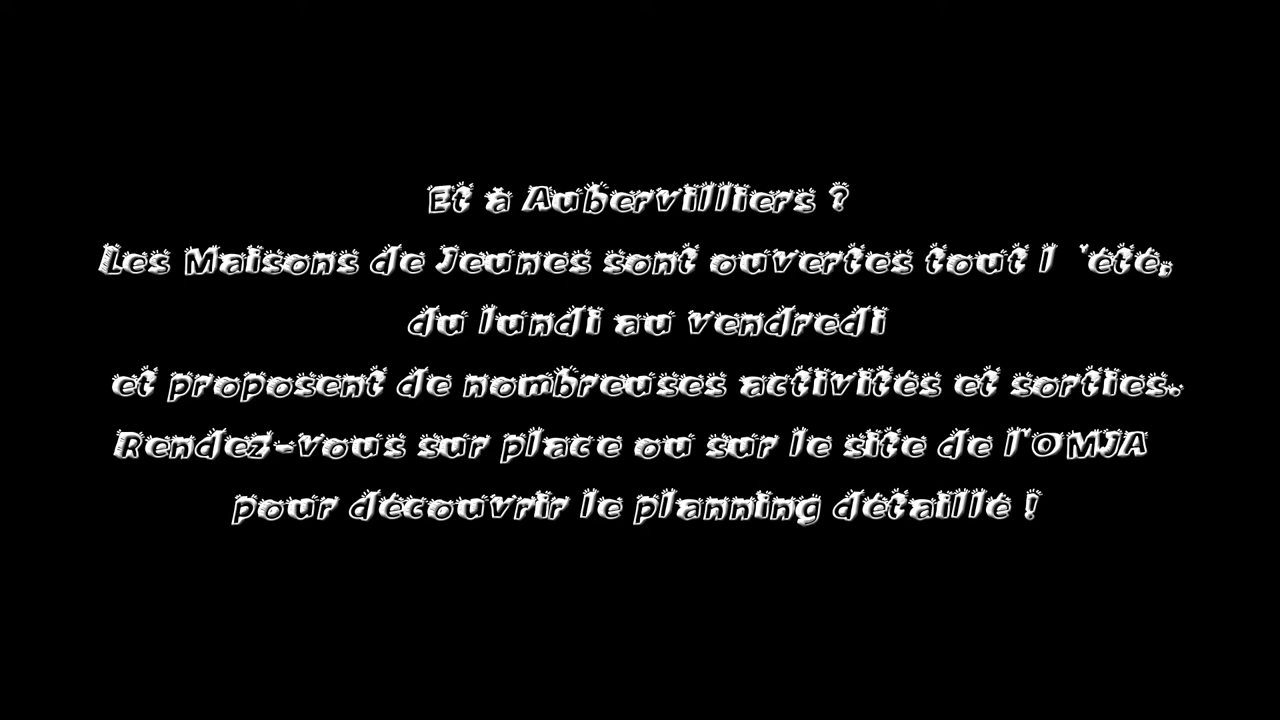 Et à Aubervilliers ?
Les Maisons de Jeunes sont ouvertes tout l 'été,
du lundi au vendredi
et proposent de nombreuses activités et sorties.
Rendez-vous sur place ou sur le site de l'OMJA
pour découvrir le planning détaillé !